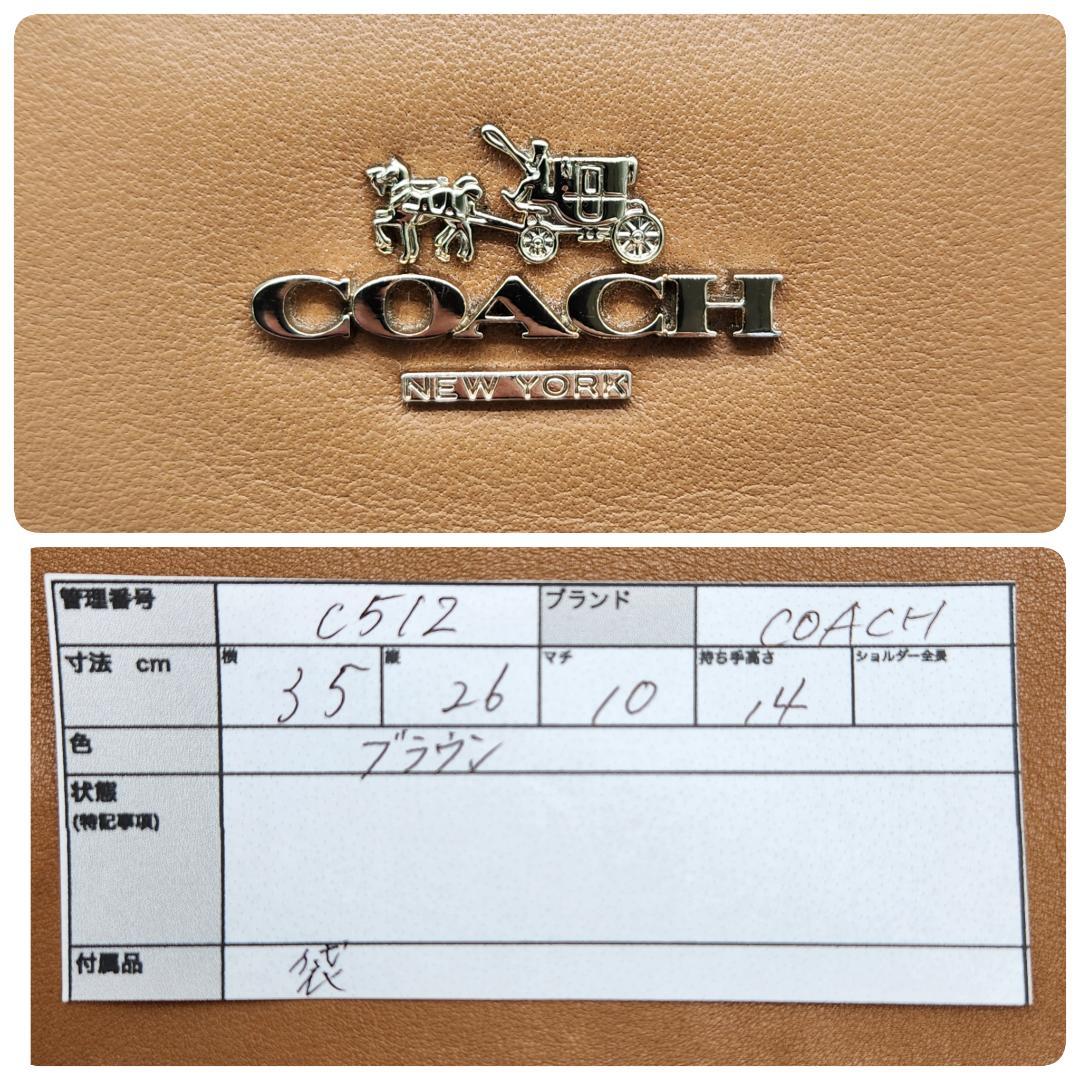 COACH
NEW YORK
管理番号 C512 ブランド COACH
寸法 cm 横 35 縦 26 マチ 10 持ち手高さ 14 ショルダー全長
色 ブラウン
状態
(特記事項)
付属品 袋